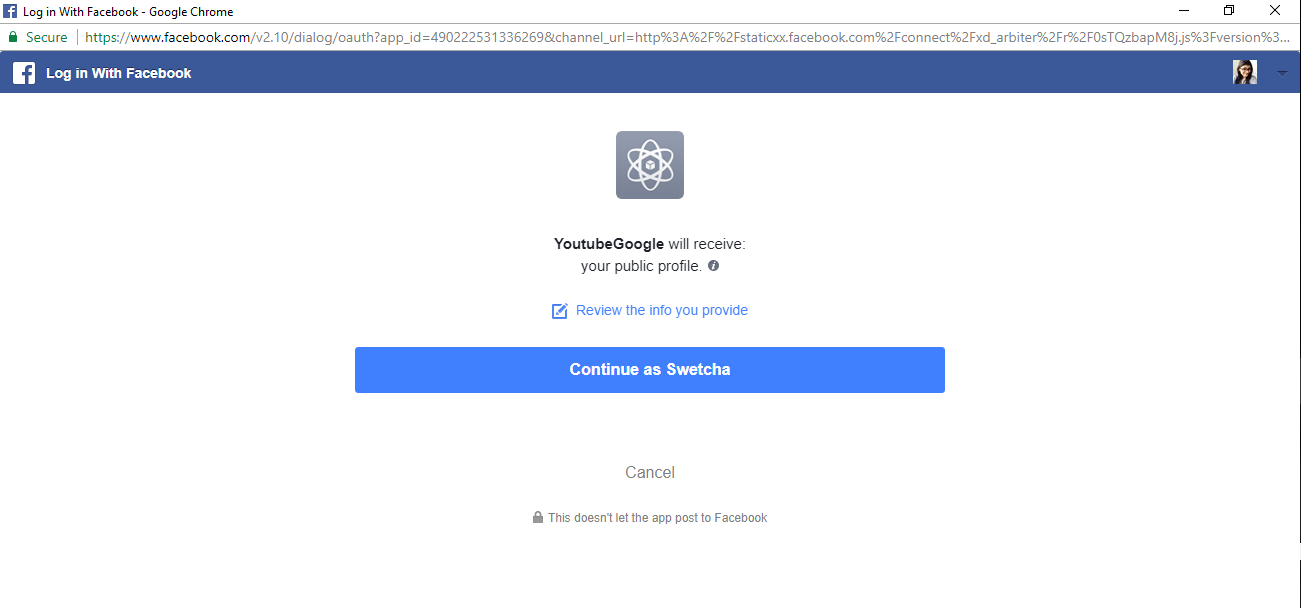 Log in With Facebook - Google Chrome
Secure https://www.facebook.com/v2.10/dialog/oauth?app_id=490222531336269&channel_url=http%3A%2F%2Fstaticxx.facebook.com%2Fconnect%2Fxd_arbiter%2Fr%2F0sTQzbapM8j.js%3Fversion%3...
Log in With Facebook
YoutubeGoogle will receive:
your public profile.
Review the info you provide
Continue as Swetcha
Cancel
This doesn't let the app post to Facebook